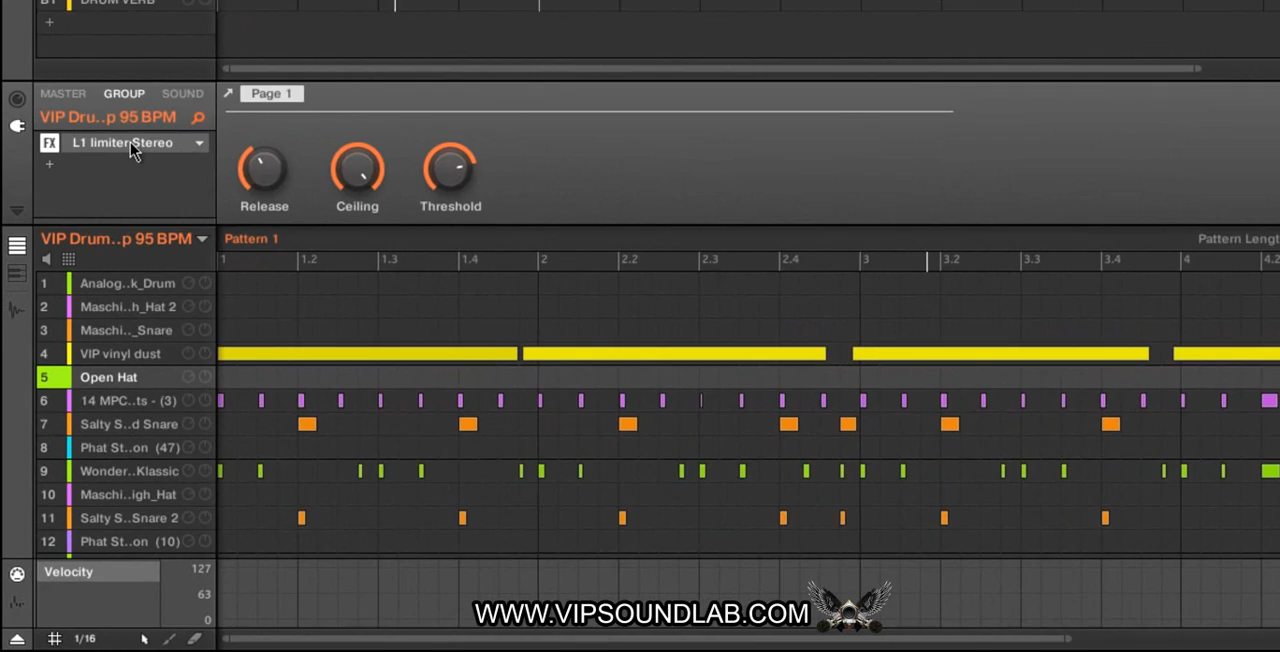 B1 DRUM VERB
+
MASTER GROUP SOUND
Page 1
VIP Dru..p 95 BPM
FX L1 limiter Stereo
+
Release Ceiling Threshold
VIP Drum..p 95 BPM Pattern 1 Pattern Lengt
1 1.2 1.3 1.4 2 2.2 2.3 2.4 3 3.2 3.3 3.4 4 4.2
1 Analog..k_Drum
2 Maschi..h_Hat 2
3 Maschi.._Snare
4 VIP vinyl dust
5 Open Hat
6 14 MPC..ts - (3)
7 Salty S..d Snare
8 Phat St..on (47)
9 Wonder..Klassic
10 Maschi..igh_Hat
11 Salty S..Snare 2
12 Phat St..on (10)
Velocity 127
63
0
WWW.VIPSOUNDLAB.COM
1/16